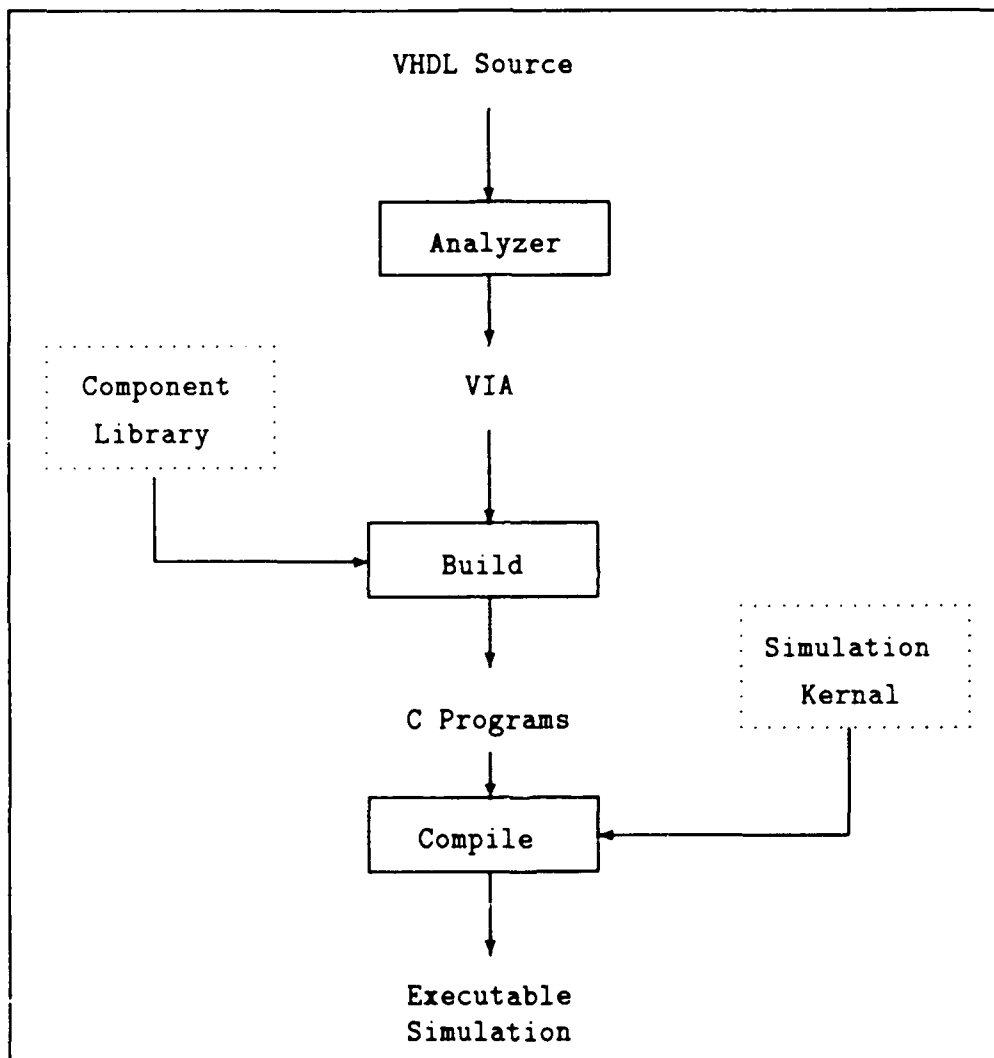 VHDL Source
Analyzer
VIA
Component
Library
Build
Simulation
Kernal
C Programs
Compile
Executable
Simulation